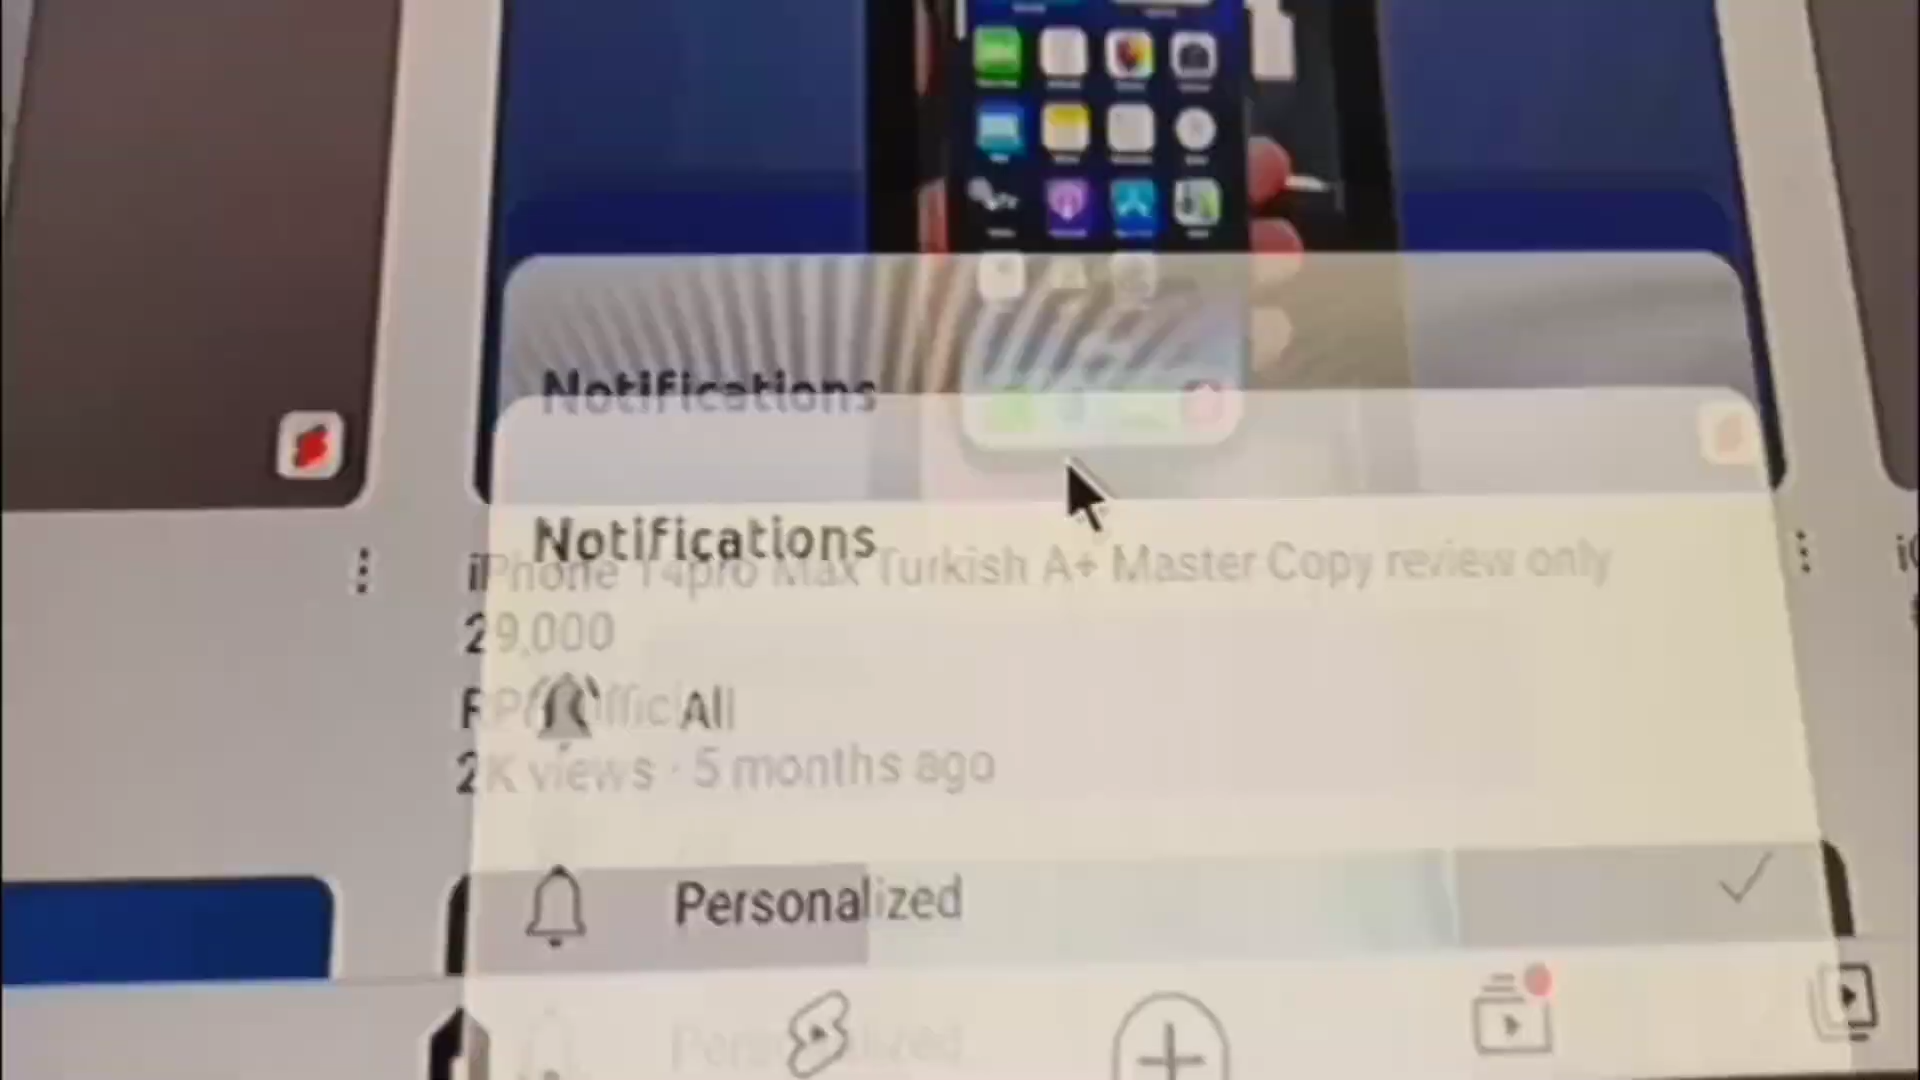 Notifications
Notifications
iPhone 14pro Max Turkish A+ Master Copy review only
29,000
All
2K views · 5 months ago
Personalized
Personalized